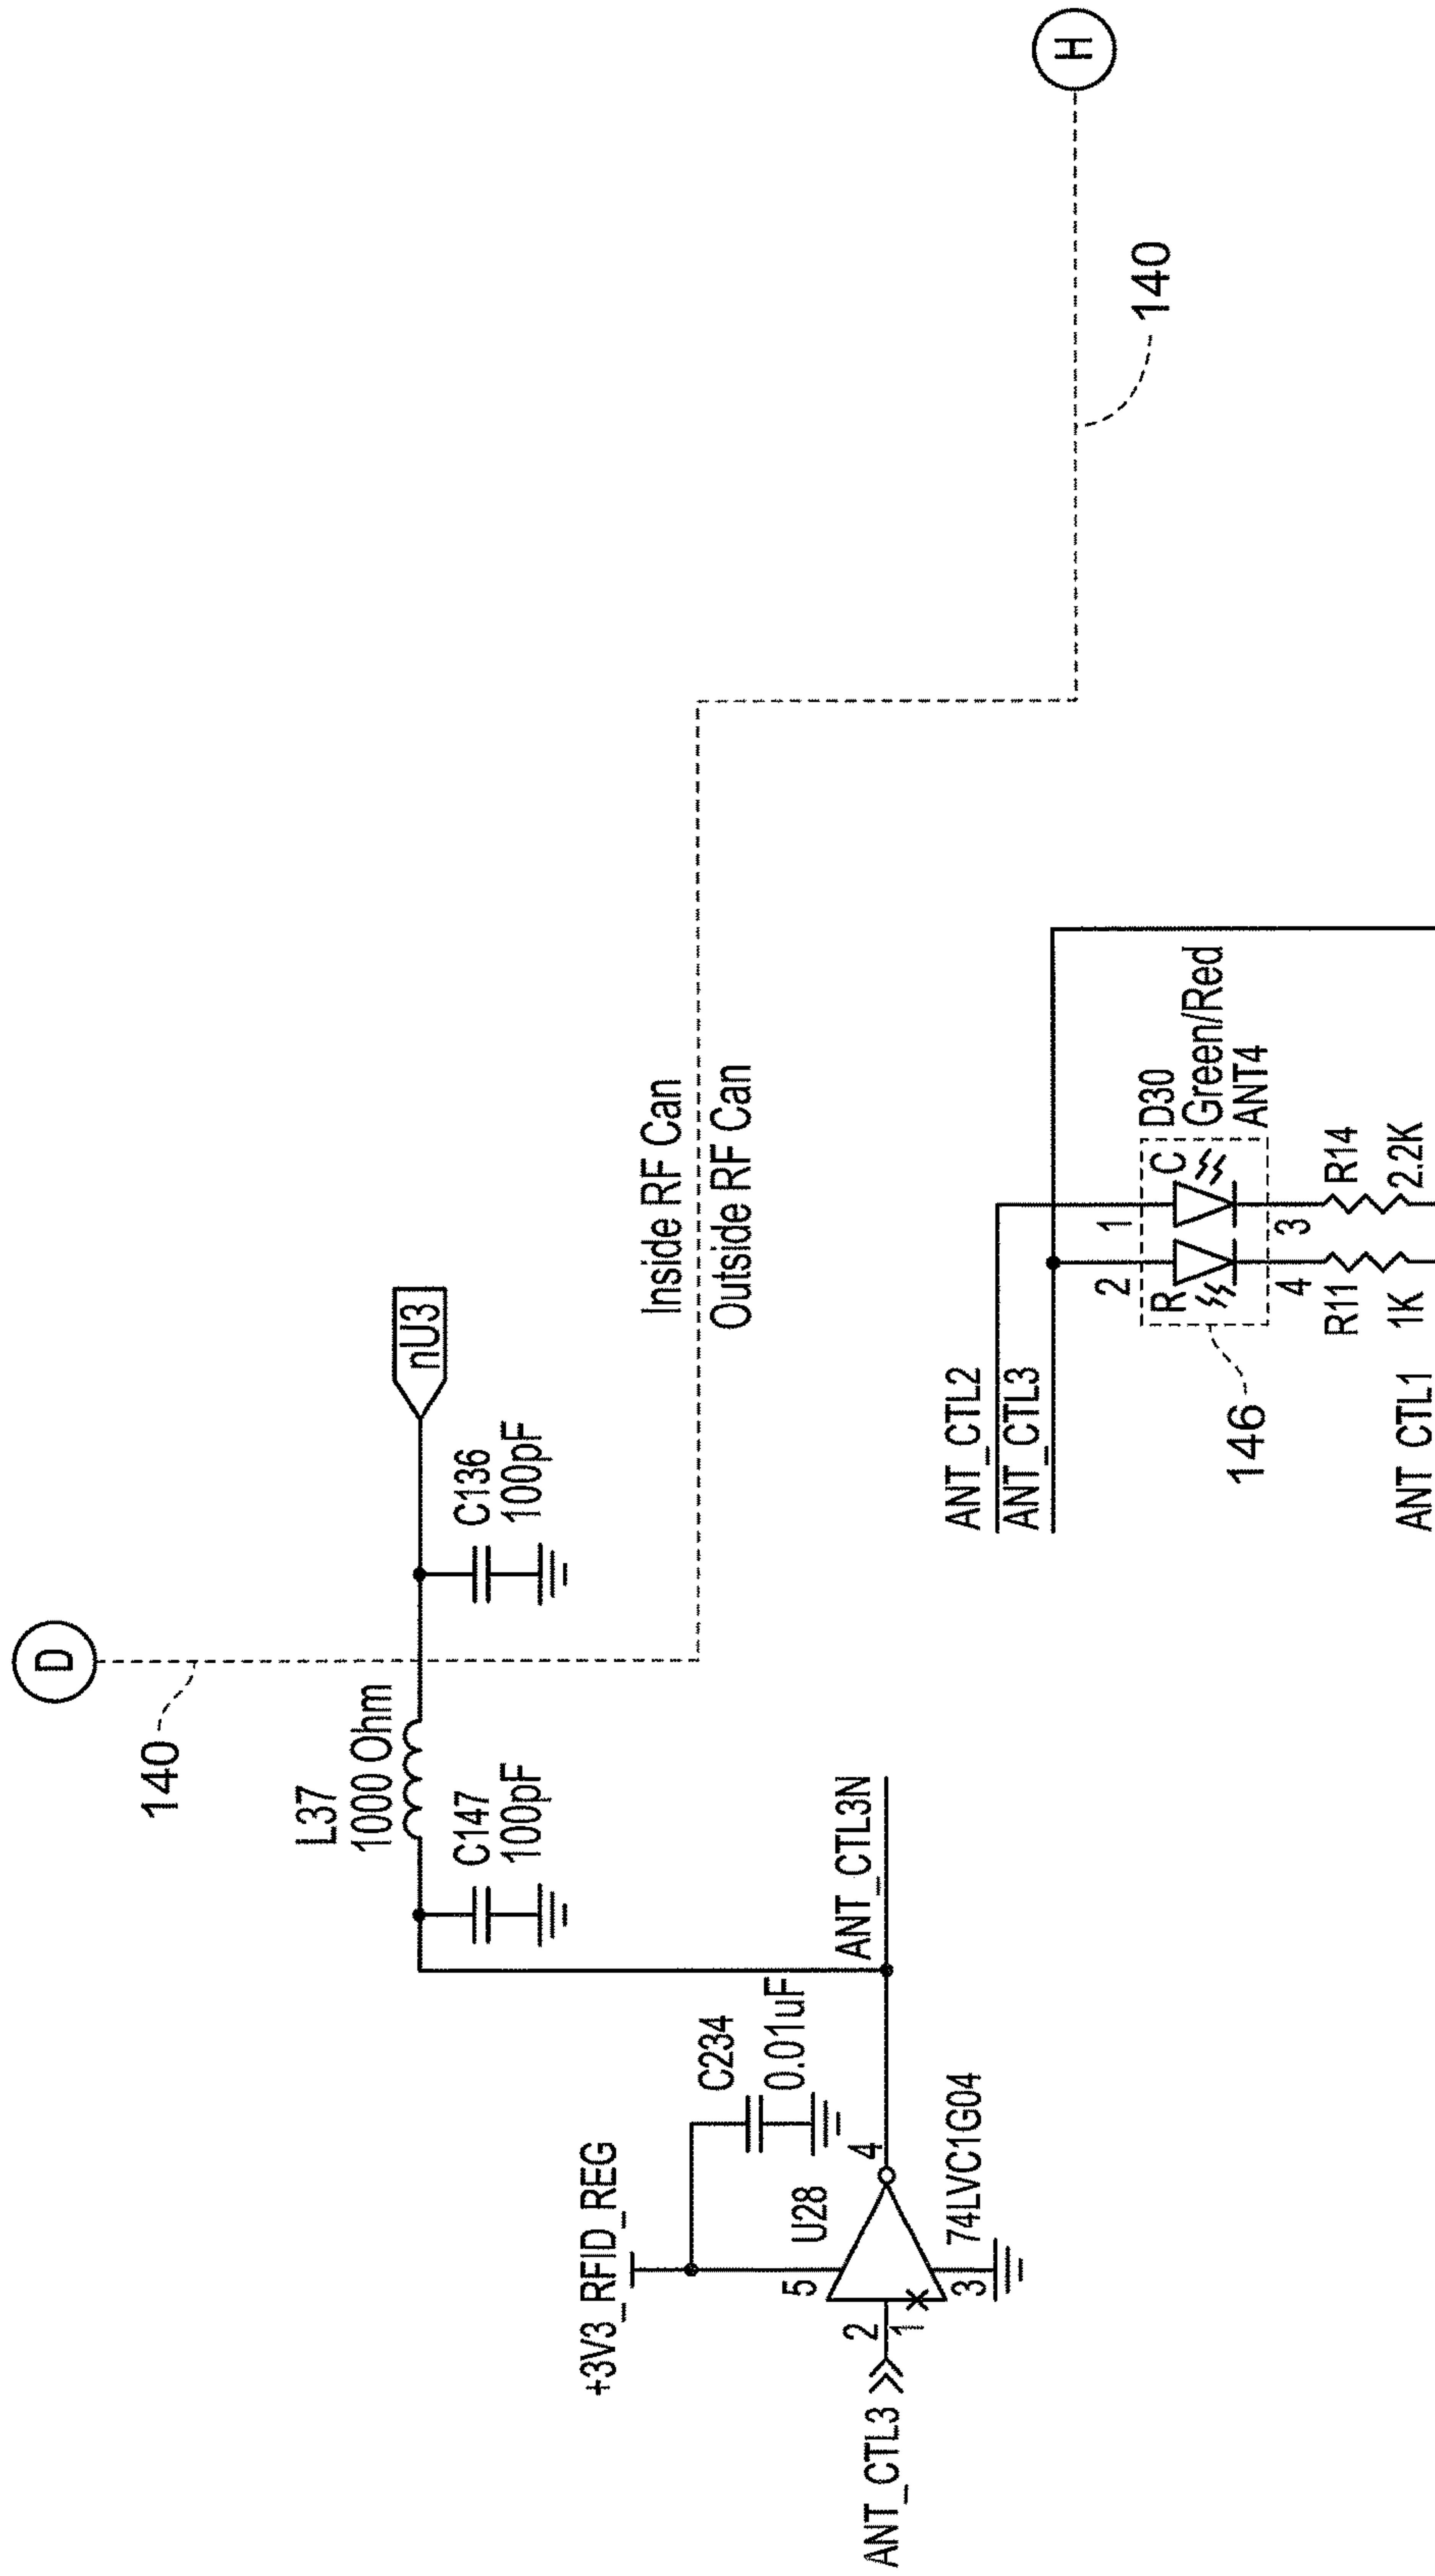 D
140
L37
1000 Ohm
C147
100pF
C136
100pF
nU3
H
140
Inside RF Can
Outside RF Can
+3V3_RFID_REG
C234
0.01uF
U28
5
4
2
1
3
74LVC1G04
ANT_CTL3
ANT_CTL3N
ANT_CTL2
ANT_CTL3
2
1
R
C
D30
Green/Red
ANT4
146
4
3
R11
1K
R14
2.2K
ANT_CTL1